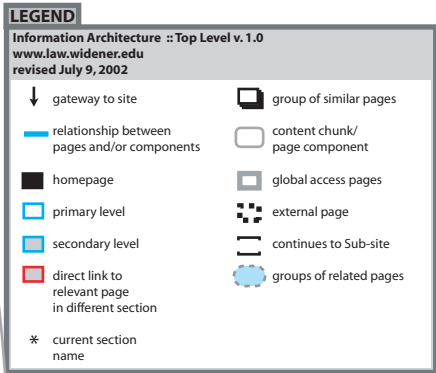 LEGEND
Information Architecture :: Top Level v. 1.0
www.law.widener.edu
revised July 9, 2002
gateway to site
relationship between
pages and/or components
homepage
primary level
secondary level
direct link to
relevant page
in different section
* current section
name
group of similar pages
content chunk/
page component
global access pages
external page
continues to Sub-site
groups of related pages